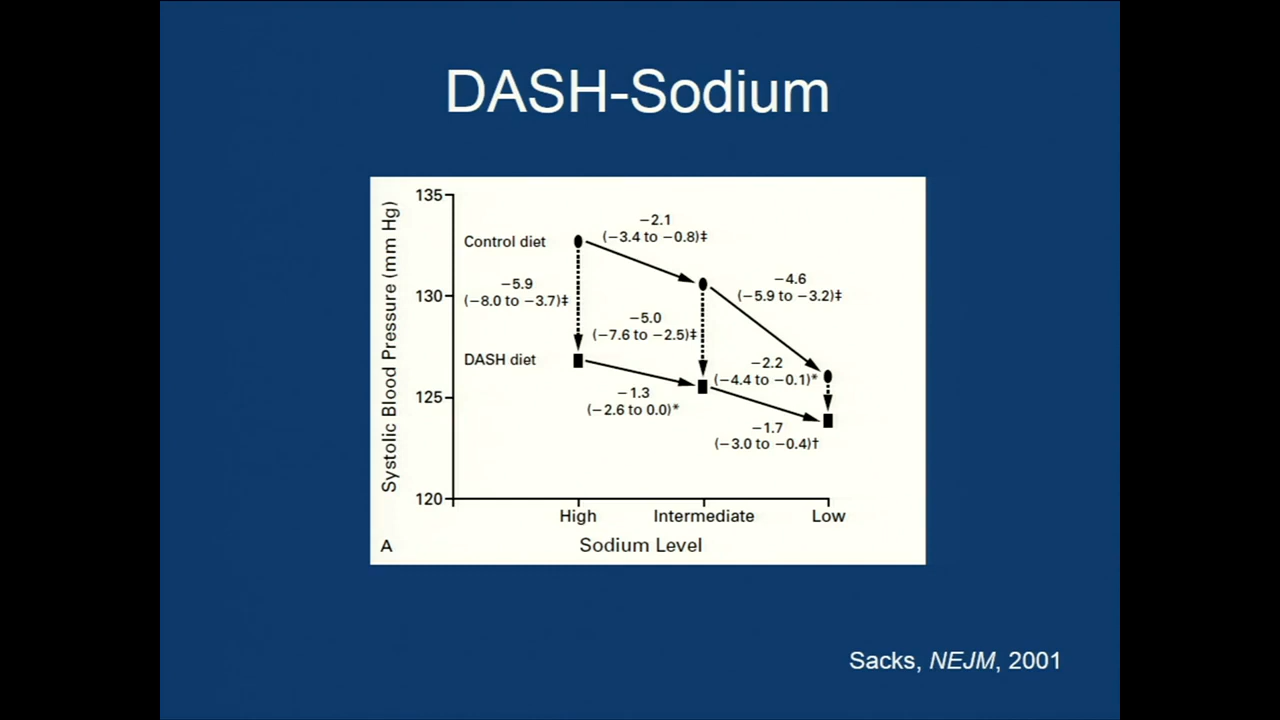 DASH-Sodium
135
−2.1
(−3.4 to −0.8)‡
Control diet
−4.6
−5.9
(−5.9 to −3.2)‡
130
(−8.0 to −3.7)‡
−5.0
(−7.6 to −2.5)‡
DASH diet
−2.2
(−4.4 to −0.1)*
−1.3
125
(−2.6 to 0.0)*
−1.7
(−3.0 to −0.4)†
120
Systolic Blood Pressure (mm Hg)
High
Intermediate
Low
A
Sodium Level
Sacks, NEJM, 2001